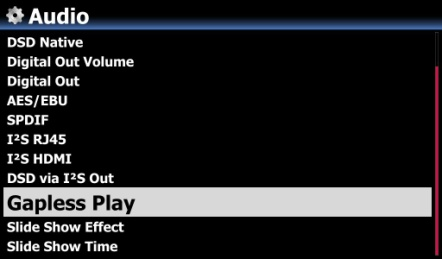 Audio
DSD Native
Digital Out Volume
Digital Out
AES/EBU
SPDIF
I²S RJ45
I²S HDMI
DSD via I²S Out
Gapless Play
Slide Show Effect
Slide Show Time